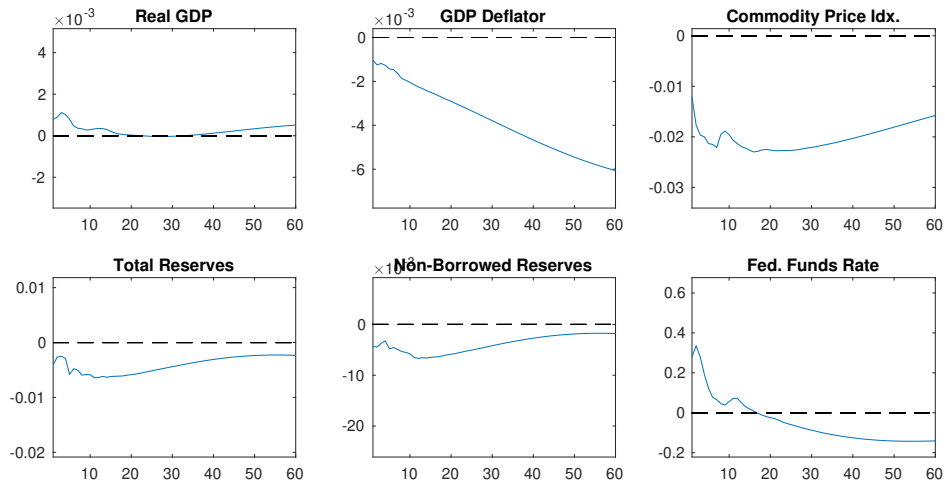 Real GDP
×10⁻³
4
2
0
-2
10 20 30 40 50 60
GDP Deflator
×10⁻³
0
-2
-4
-6
10 20 30 40 50 60
Commodity Price Idx.
0
-0.01
-0.02
-0.03
10 20 30 40 50 60
Total Reserves
0.01
0
-0.01
-0.02
10 20 30 40 50 60
Non-Borrowed Reserves
0
-10
-20
10 20 30 40 50 60
Fed. Funds Rate
0.6
0.4
0.2
0
-0.2
10 20 30 40 50 60